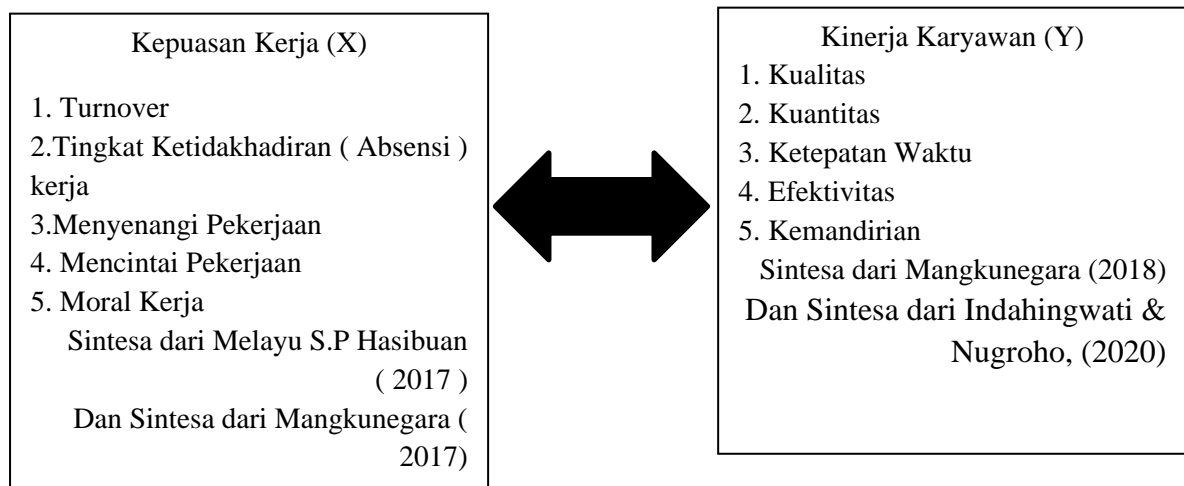 Kepuasan Kerja (X)
1. Turnover
2.Tingkat Ketidakhadiran ( Absensi )
kerja
3.Menyenangi Pekerjaan
4. Mencintai Pekerjaan
5. Moral Kerja
Sintesa dari Melayu S.P Hasibuan
( 2017 )
Dan Sintesa dari Mangkunegara (
2017)
Kinerja Karyawan (Y)
1. Kualitas
2. Kuantitas
3. Ketepatan Waktu
4. Efektivitas
5. Kemandirian
Sintesa dari Mangkunegara (2018)
Dan Sintesa dari Indahingwati &
Nugroho, (2020)